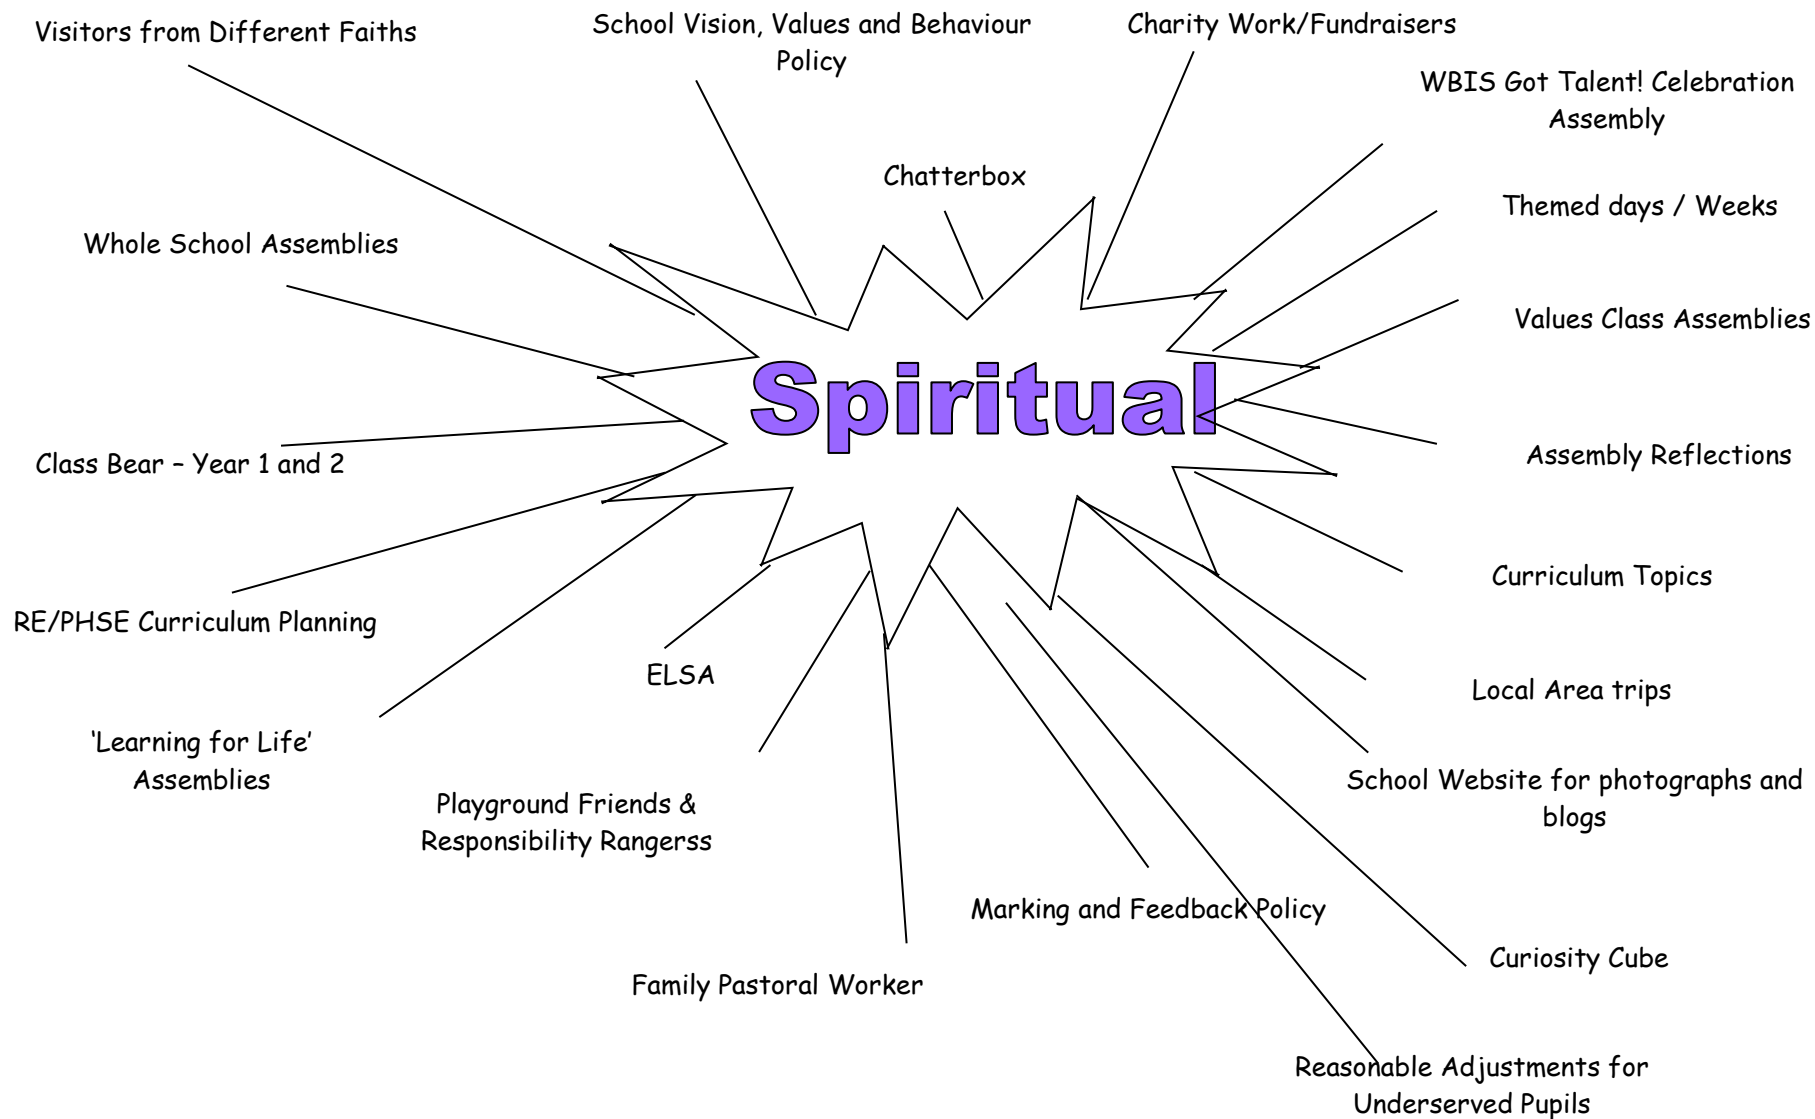 Visitors from Different Faiths
School Vision, Values and Behaviour
Policy
Charity Work/Fundraisers
WBIS Got Talent! Celebration
Assembly
Chatterbox
Themed days / Weeks
Whole School Assemblies
Values Class Assemblies
Spiritual
Class Bear – Year 1 and 2
Assembly Reflections
Curriculum Topics
RE/PHSE Curriculum Planning
ELSA
Local Area trips
‘Learning for Life’
Assemblies
School Website for photographs and
blogs
Playground Friends &
Responsibility Rangerss
Marking and Feedback Policy
Curiosity Cube
Family Pastoral Worker
Reasonable Adjustments for
Underserved Pupils